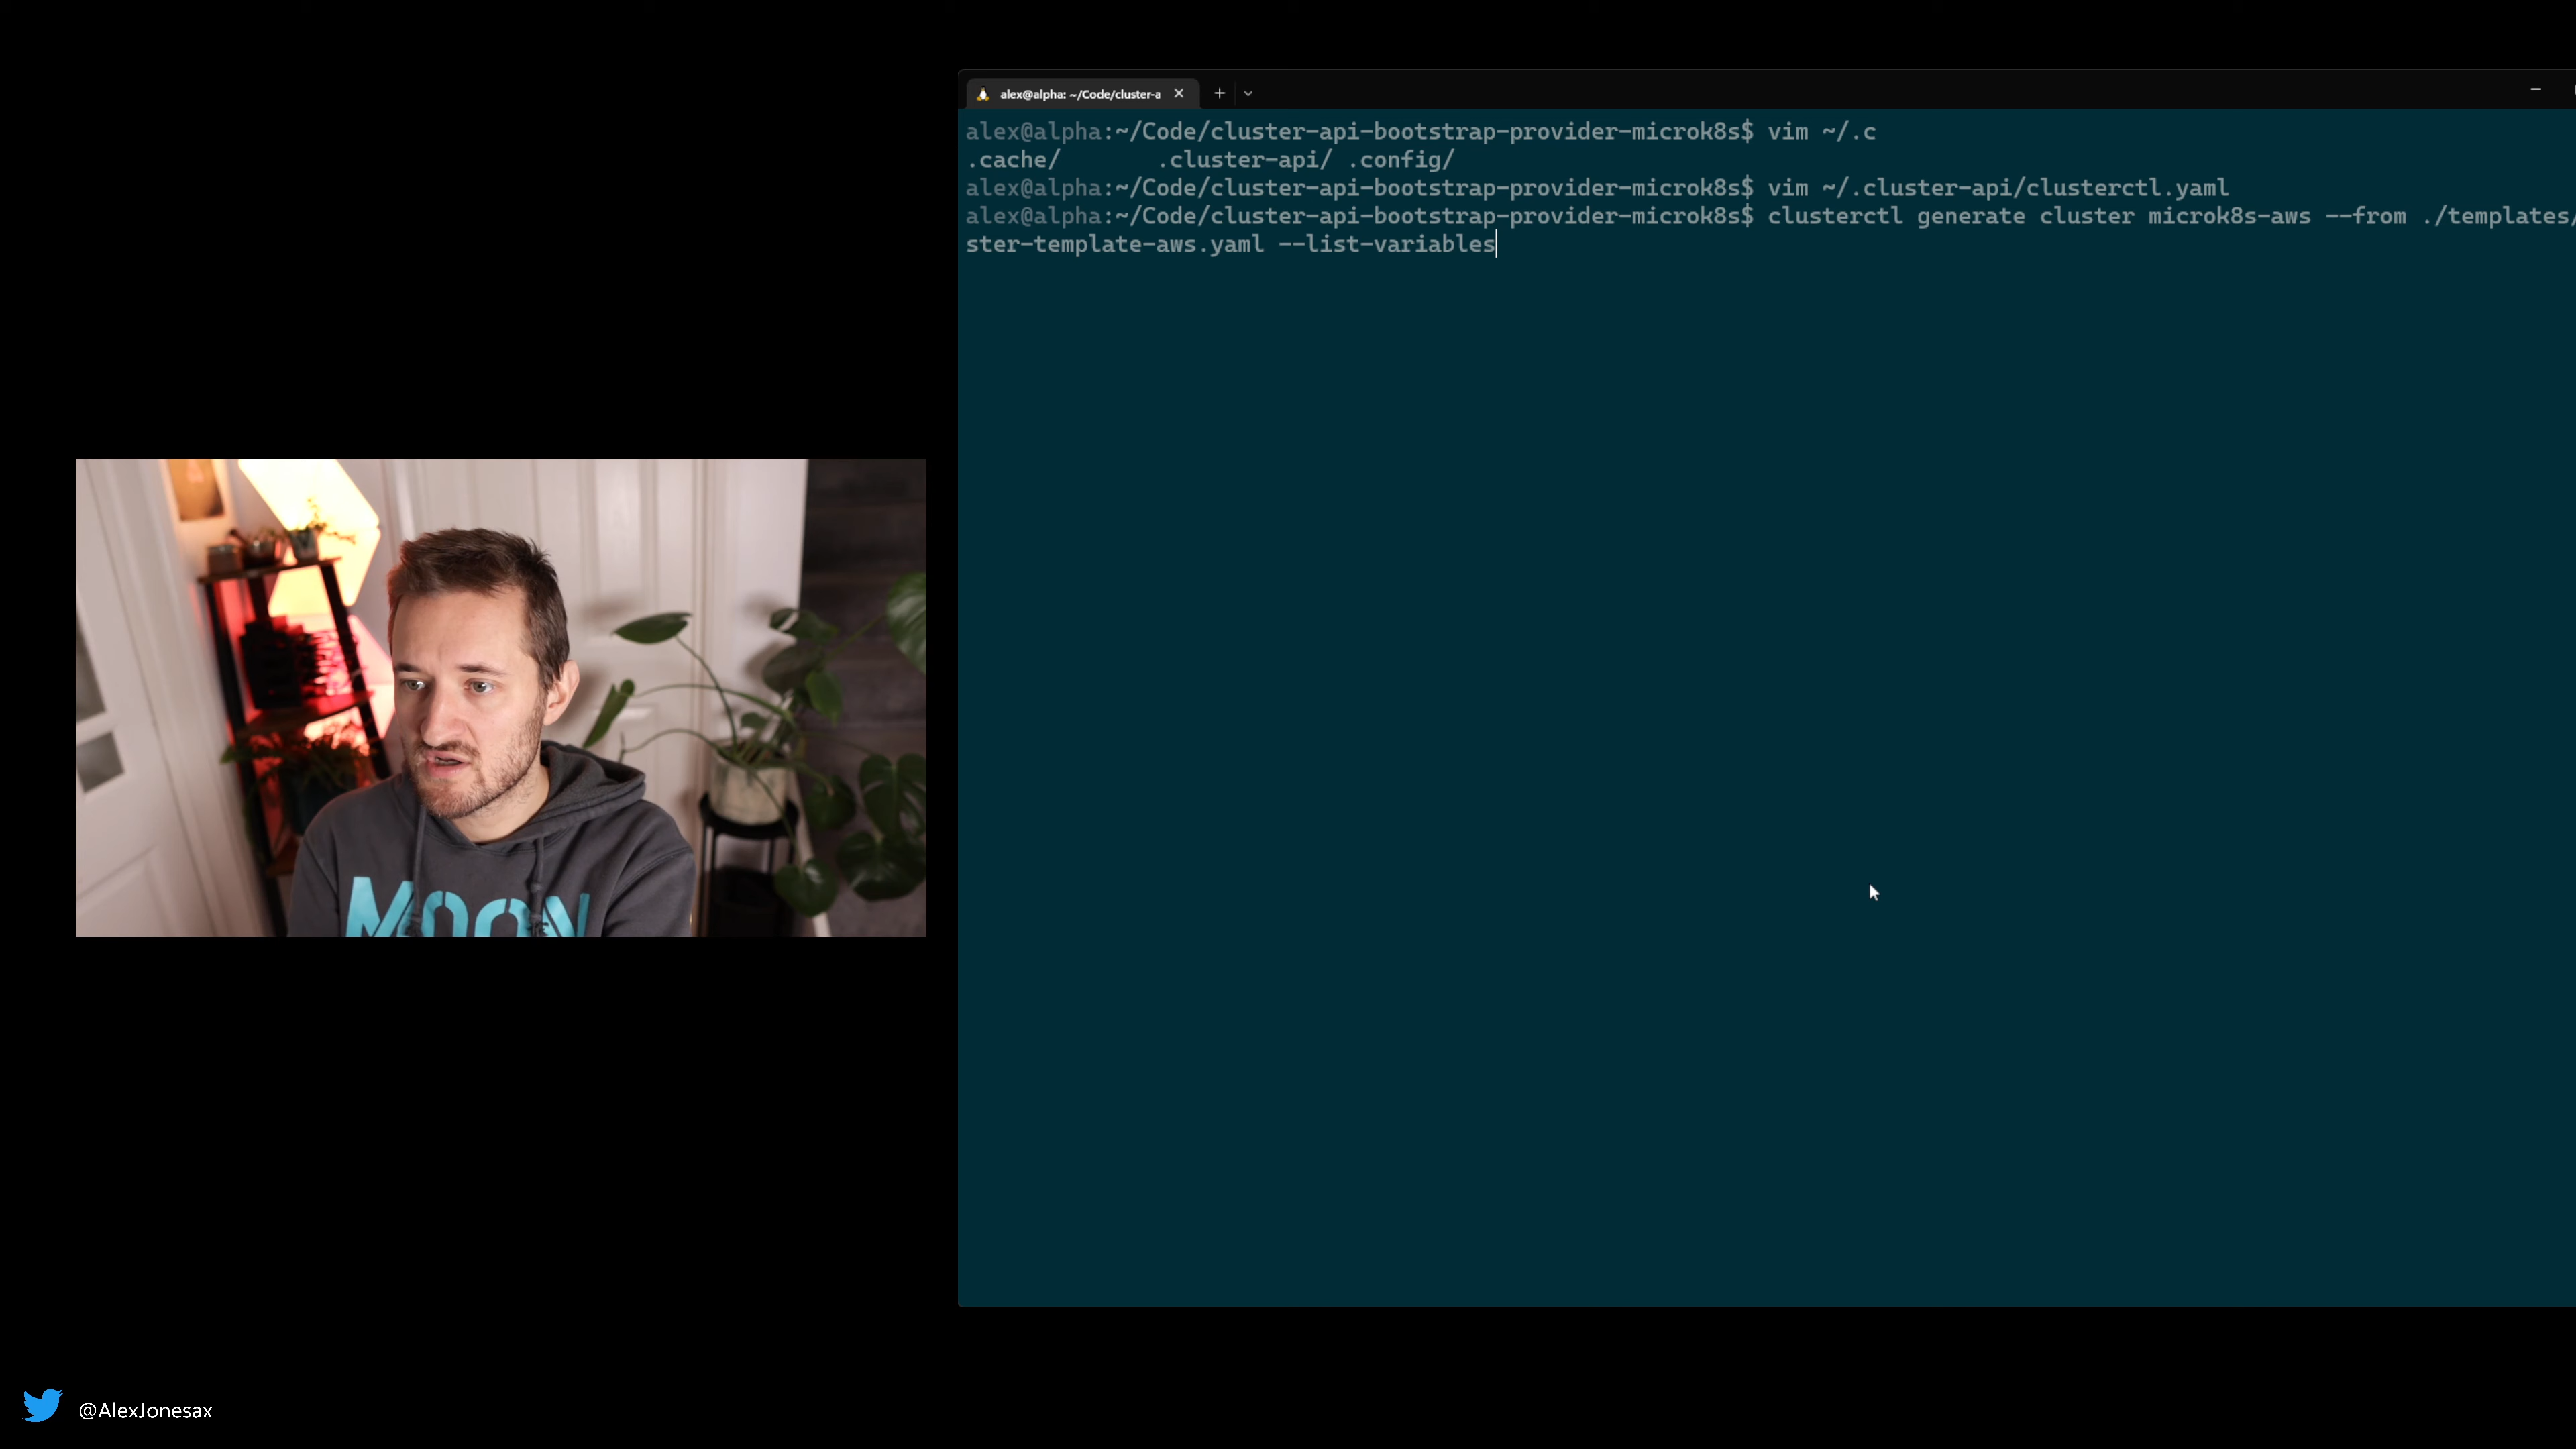 alex@alpha: ~/Code/cluster-a
alex@alpha:~/Code/cluster-api-bootstrap-provider-microk8s$ vim ~/.c
.cache/ .cluster-api/ .config/
alex@alpha:~/Code/cluster-api-bootstrap-provider-microk8s$ vim ~/.cluster-api/clusterctl.yaml
alex@alpha:~/Code/cluster-api-bootstrap-provider-microk8s$ clusterctl generate cluster microk8s-aws --from ./templates/
ster-template-aws.yaml --list-variables
MOON
@AlexJonesax